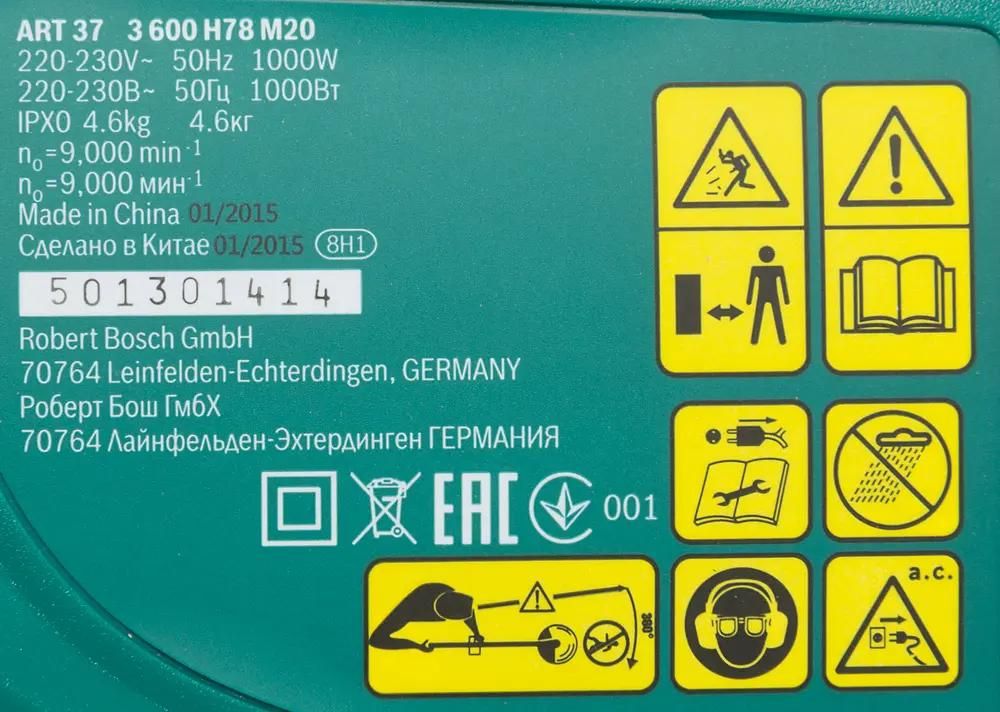 ART 37 3 600 H78 M20
220-230V~ 50Hz 1000W
220-230В~ 50Гц 1000Вт
IPX0 4.6kg 4.6кг
n₀=9,000 min⁻¹
n₀=9,000 мин⁻¹
Made in China 01/2015
Сделано в Китае 01/2015 8H1
501301414
Robert Bosch GmbH
70764 Leinfelden-Echterdingen, GERMANY
Роберт Бош ГмбХ
70764 Лайнфельден-Эхтердинген ГЕРМАНИЯ
EAC 001
360°
a.c.